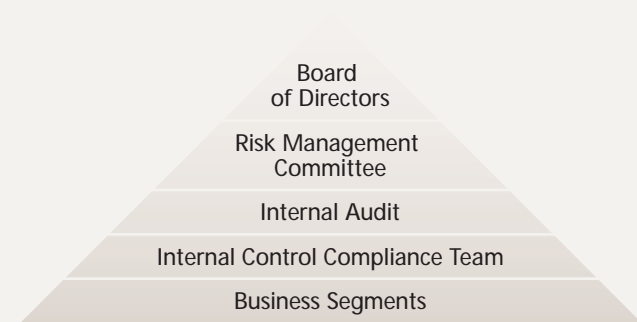 Board
of Directors
Risk Management
Committee
Internal Audit
Internal Control Compliance Team
Business Segments